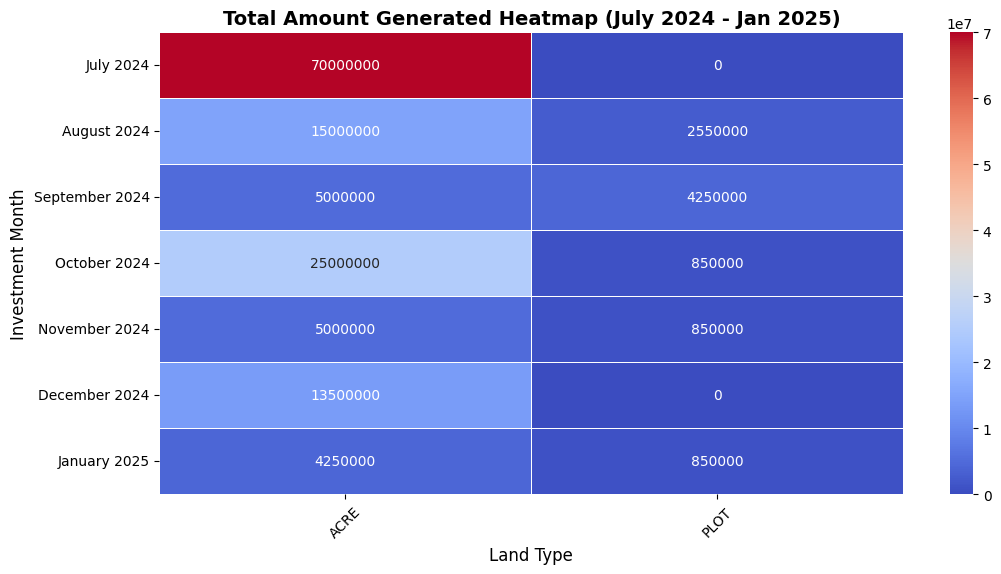 Total Amount Generated Heatmap (July 2024 - Jan 2025)
1e7
7
6
5
4
3
2
1
0
Investment Month
July 2024 70000000 0
August 2024 15000000 2550000
September 2024 5000000 4250000
October 2024 25000000 850000
November 2024 5000000 850000
December 2024 13500000 0
January 2025 4250000 850000
ACRE PLOT
Land Type